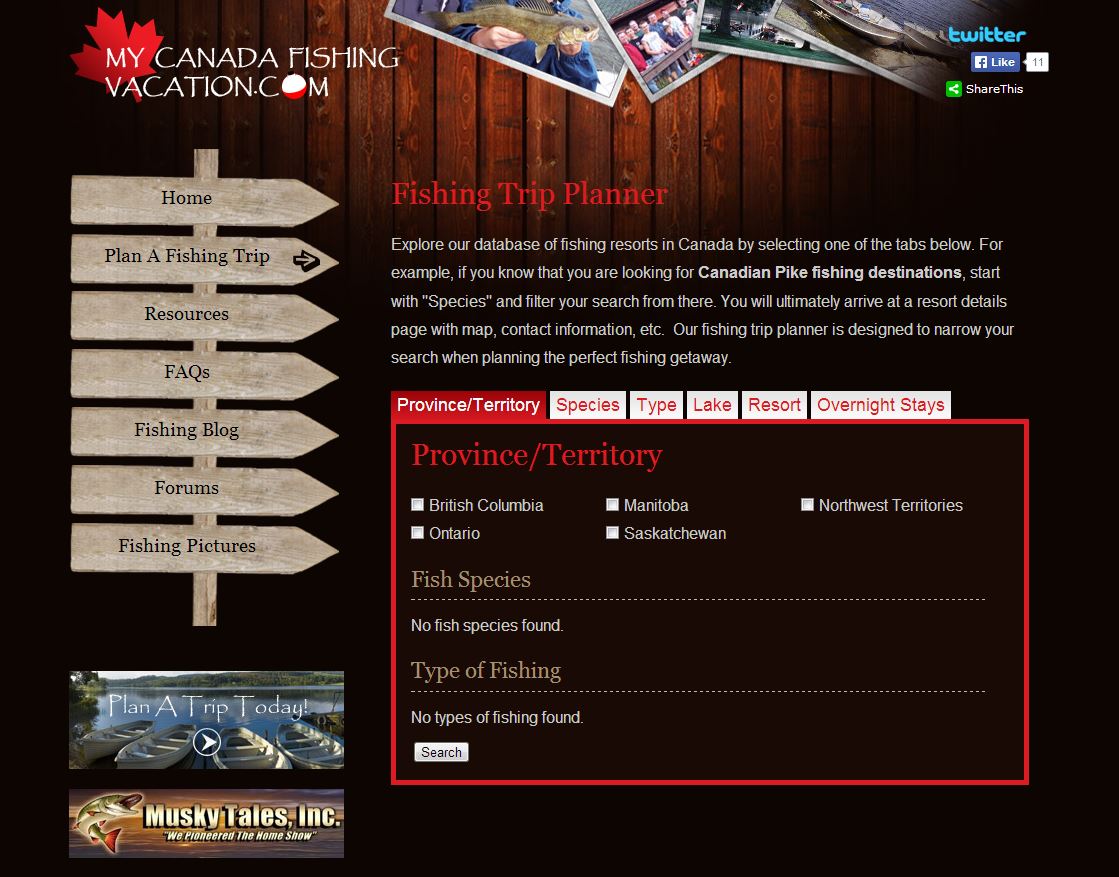 MY CANADA FISHING
VACATION.COM
twitter
Like 11
ShareThis
Home
Plan A Fishing Trip
Resources
FAQs
Fishing Blog
Forums
Fishing Pictures
Plan A Trip Today!
Musky Tales, Inc.
"We Pioneered The Home Show"
Fishing Trip Planner
Explore our database of fishing resorts in Canada by selecting one of the tabs below. For
example, if you know that you are looking for Canadian Pike fishing destinations, start
with "Species" and filter your search from there. You will ultimately arrive at a resort details
page with map, contact information, etc. Our fishing trip planner is designed to narrow your
search when planning the perfect fishing getaway.
Province/Territory Species Type Lake Resort Overnight Stays
Province/Territory
British Columbia Manitoba Northwest Territories
Ontario Saskatchewan
Fish Species
No fish species found.
Type of Fishing
No types of fishing found.
Search